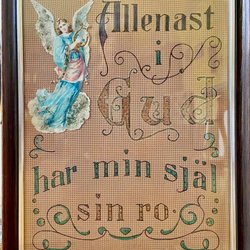 Allenast
i
Gud
har min själ
sin ro.